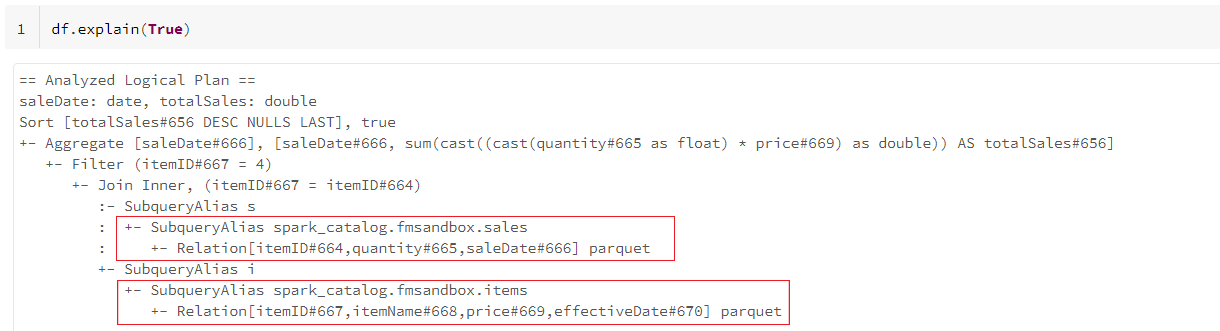 1 df.explain(True)
== Analyzed Logical Plan ==
saleDate: date, totalSales: double
Sort [totalSales#656 DESC NULLS LAST], true
+- Aggregate [saleDate#666], [saleDate#666, sum(cast((cast(quantity#665 as float) * price#669) as double)) AS totalSales#656]
   +- Filter (itemID#667 = 4)
      +- Join Inner, (itemID#667 = itemID#664)
         :- SubqueryAlias s
         :  +- SubqueryAlias spark_catalog.fmsandbox.sales
         :     +- Relation[itemID#664,quantity#665,saleDate#666] parquet
         +- SubqueryAlias i
            +- SubqueryAlias spark_catalog.fmsandbox.items
               +- Relation[itemID#667,itemName#668,price#669,effectiveDate#670] parquet